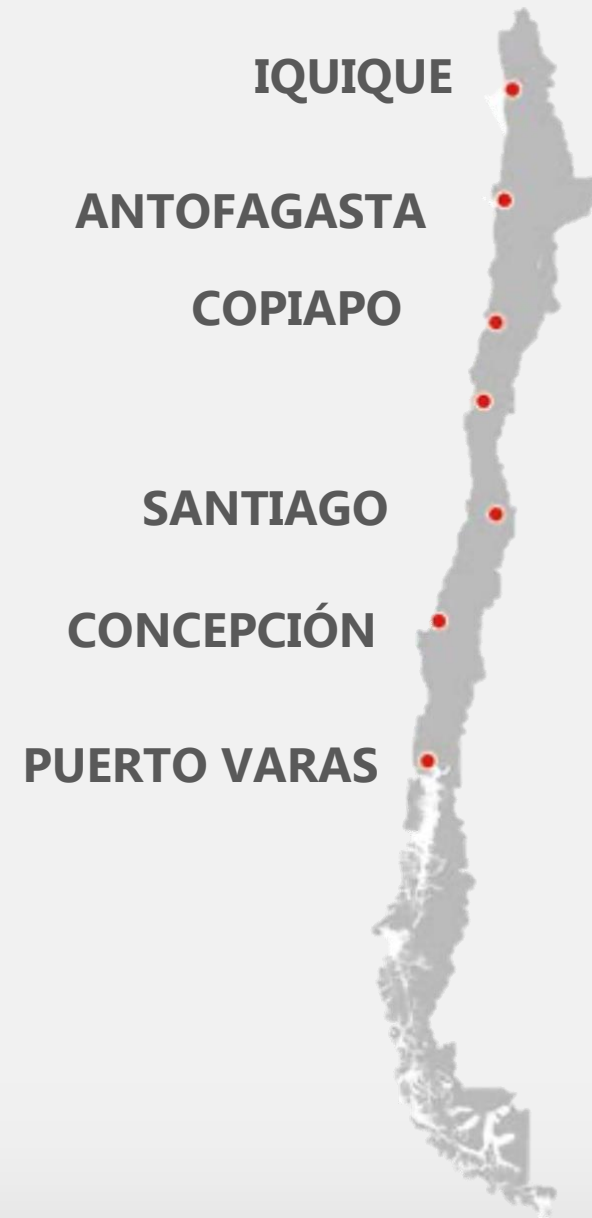 IQUIQUE
ANTOFAGASTA
COPIAPO
SANTIAGO
CONCEPCIÓN
PUERTO VARAS